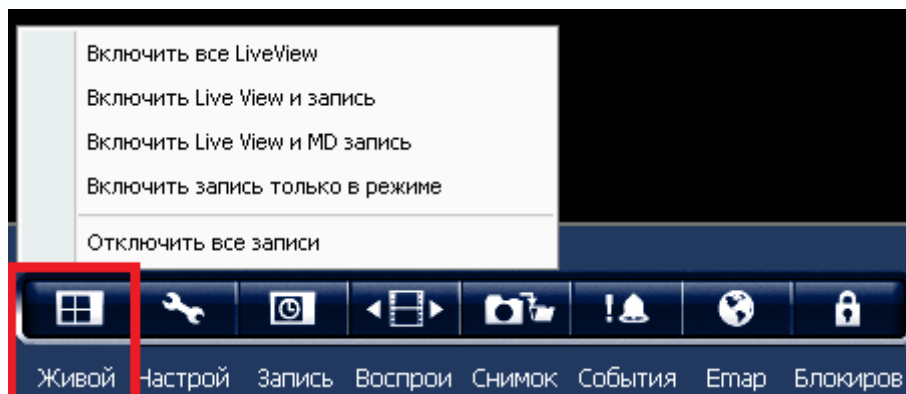 Включить все LiveView
Включить Live View и запись
Включить Live View и MD запись
Включить запись только в режиме
Отключить все записи
Живой Настрой Запись Воспрои Снимок События Emap Блокиров